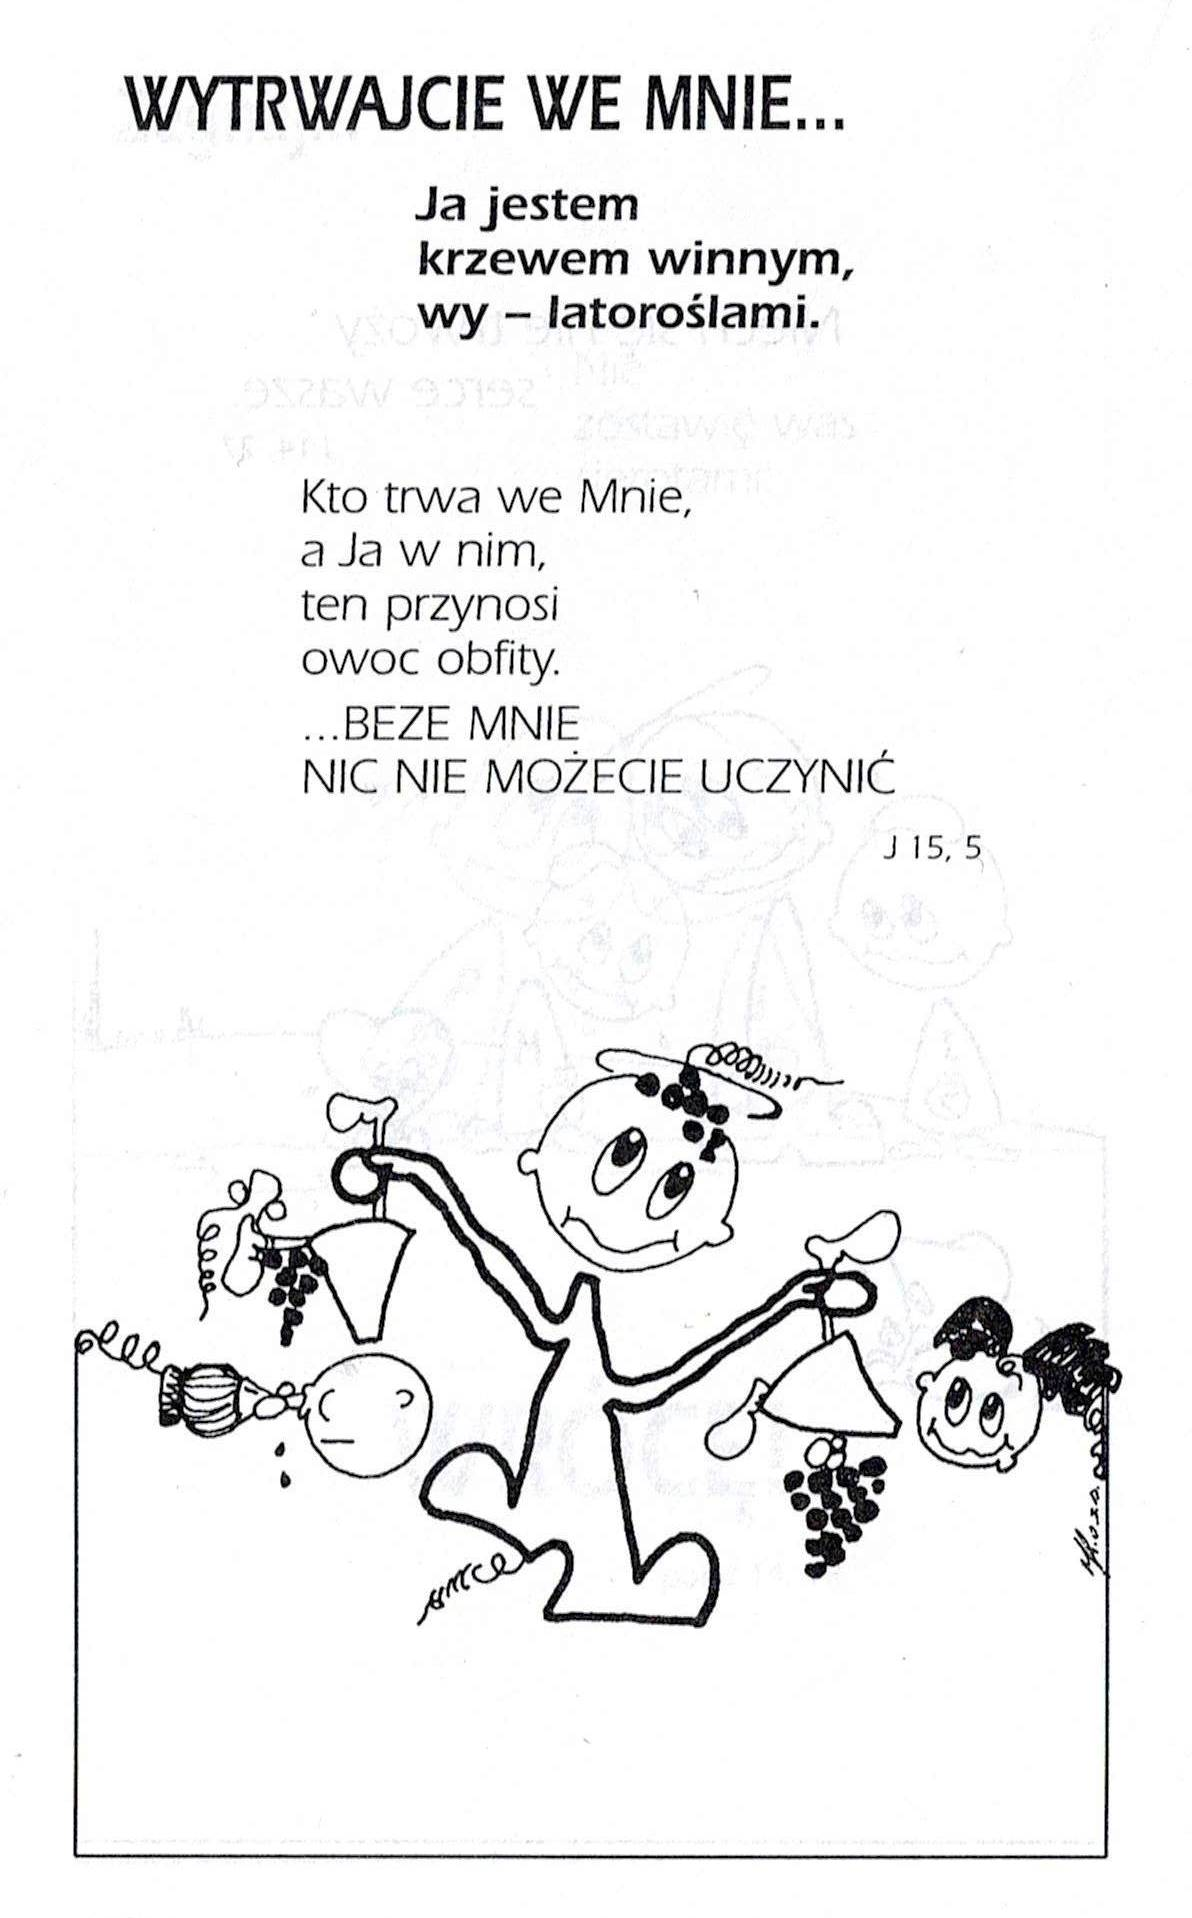 WYTRWAJCIE WE MNIE...
Ja jestem
krzewem winnym,
wy – latoroślami.
Kto trwa we Mnie,
a Ja w nim,
ten przynosi
owoc obfity.
...BEZE MNIE
NIC NIE MOŻECIE UCZYNIĆ
J 15, 5